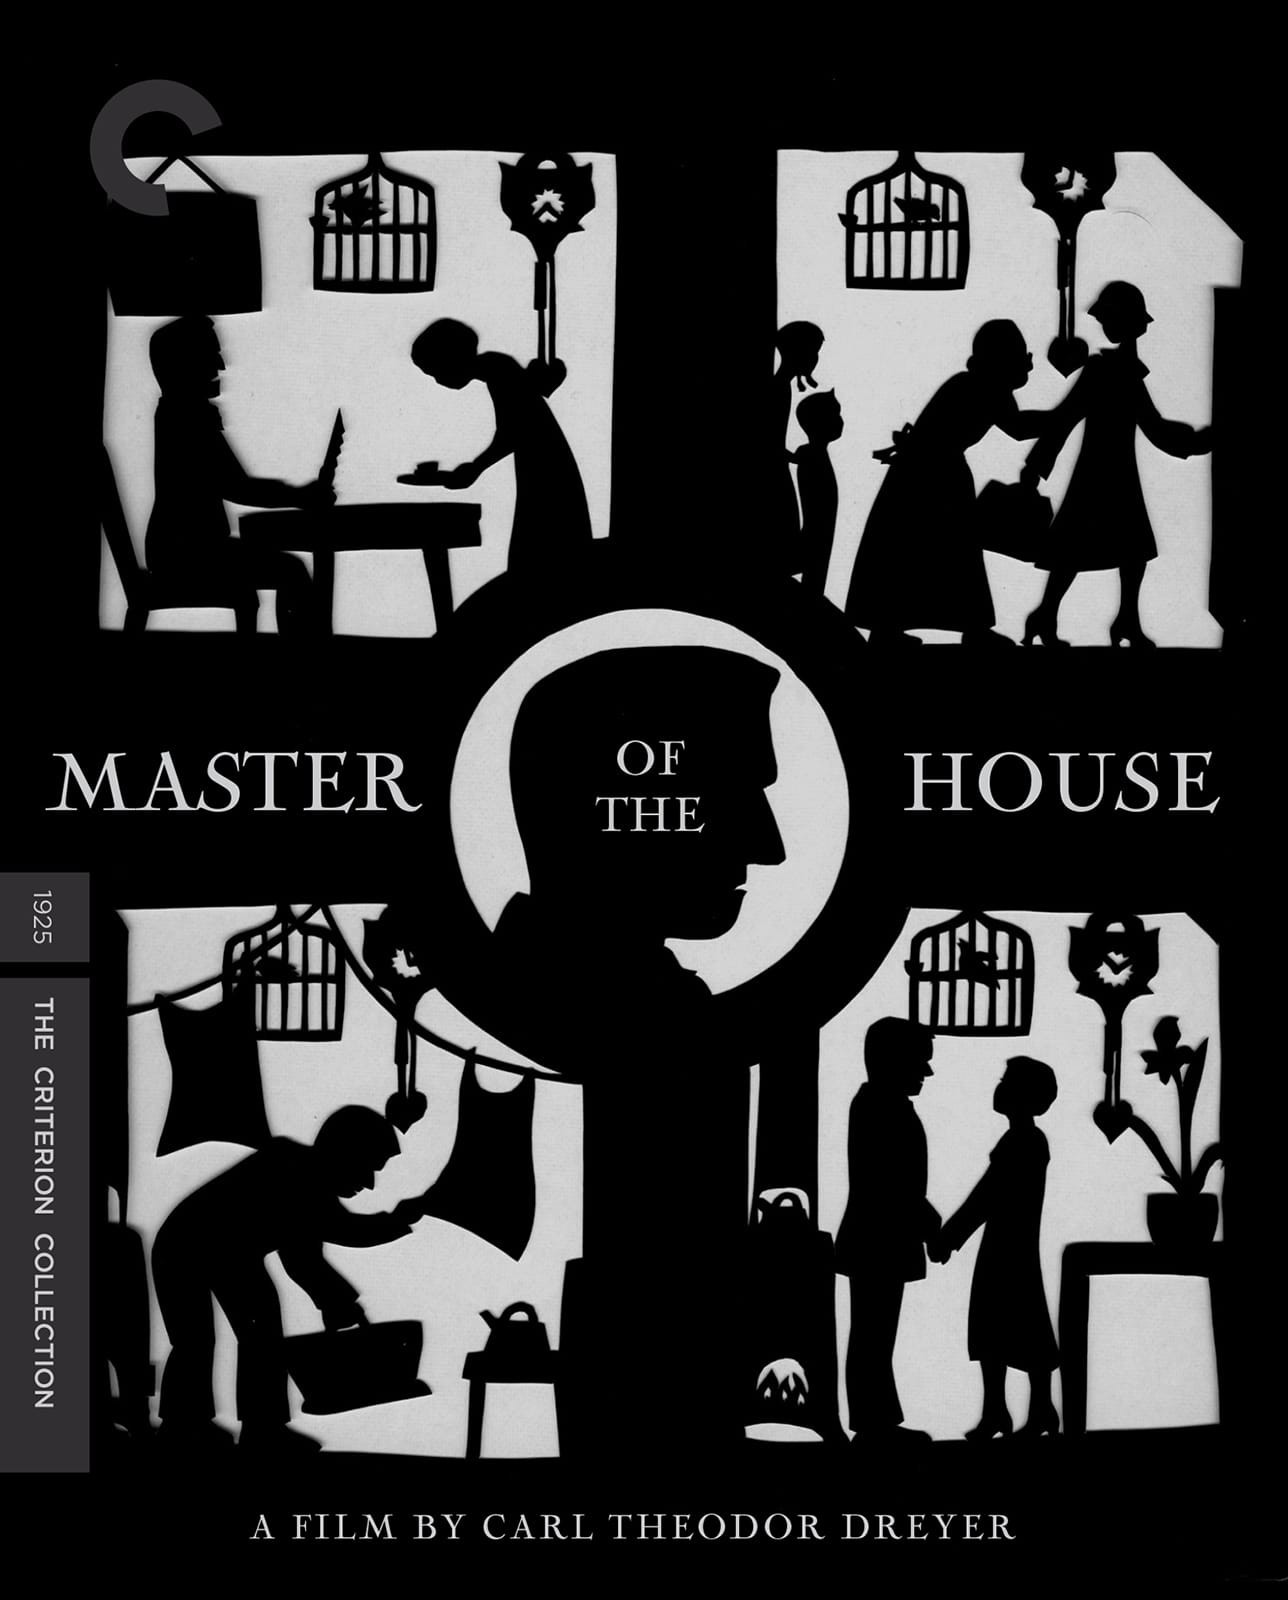 MASTER
OF
THE
HOUSE
1925
THE CRITERION COLLECTION
A FILM BY CARL THEODOR DREYER